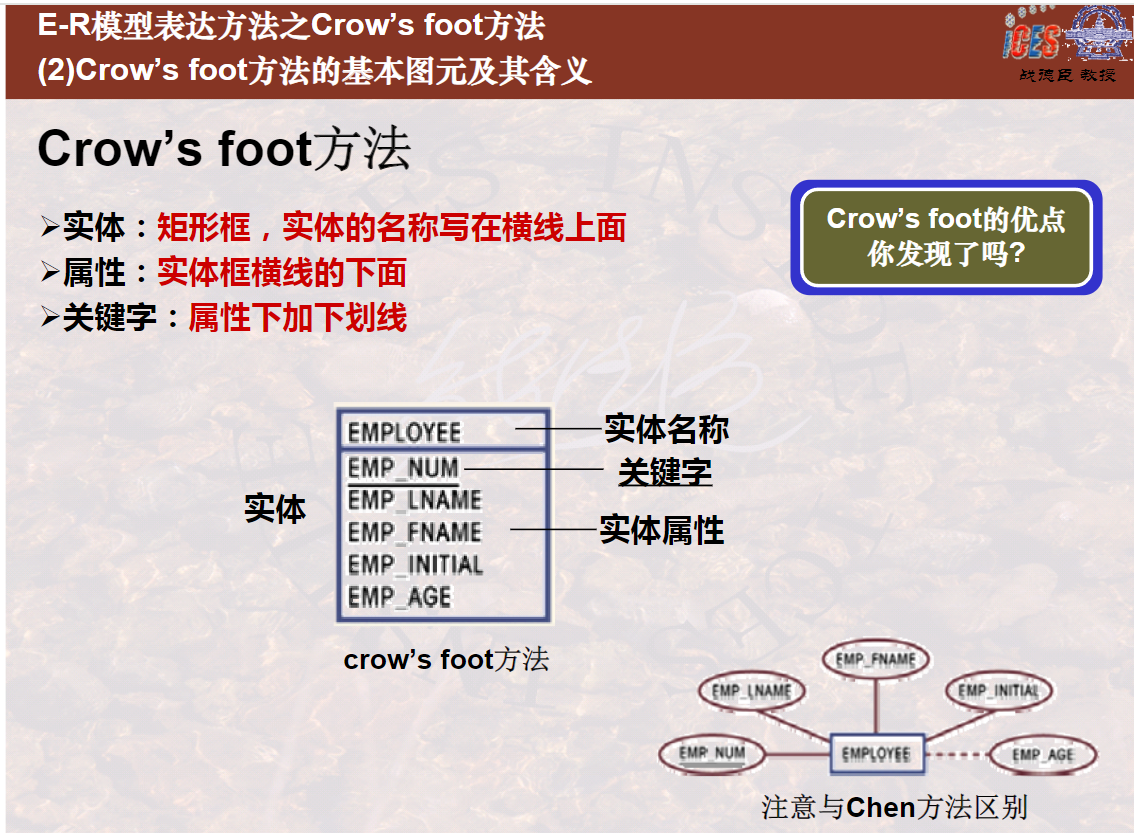 E-R模型表达方法之Crow’s foot方法
(2)Crow’s foot方法的基本图元及其含义
iCES
战德臣 教授
Crow’s foot方法
➢实体：矩形框，实体的名称写在横线上面
➢属性：实体框横线的下面
➢关键字：属性下加下划线
Crow’s foot的优点
你发现了吗?
EMPLOYEE
实体名称
EMP_NUM
关键字
实体
EMP_LNAME
EMP_FNAME
实体属性
EMP_INITIAL
EMP_AGE
crow’s foot方法
EMP_FNAME
EMP_LNAME
EMP_INITIAL
EMP_NUM
EMPLOYEE
EMP_AGE
注意与Chen方法区别